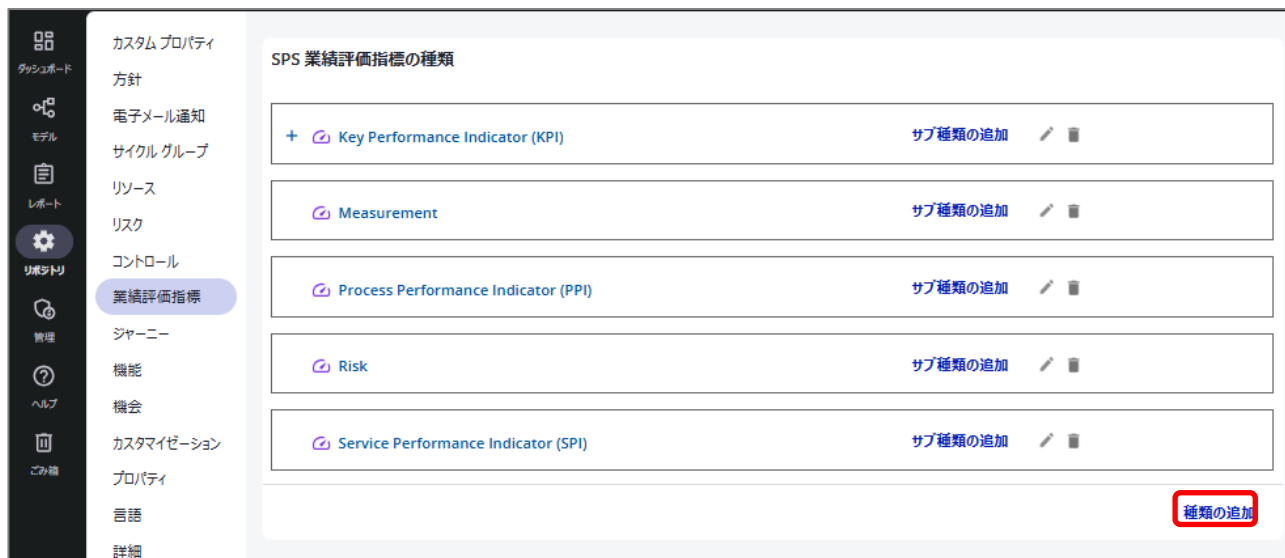 ダッシュボード
モデル
レポート
リポジトリ
管理
ヘルプ
ごみ箱
カスタム プロパティ
方針
電子メール通知
サイクル グループ
リソース
リスク
コントロール
業績評価指標
ジャーニー
機能
機会
カスタマイゼーション
プロパティ
言語
詳細
SPS 業績評価指標の種類
+ Key Performance Indicator (KPI) サブ種類の追加
Measurement サブ種類の追加
Process Performance Indicator (PPI) サブ種類の追加
Risk サブ種類の追加
Service Performance Indicator (SPI) サブ種類の追加
種類の追加